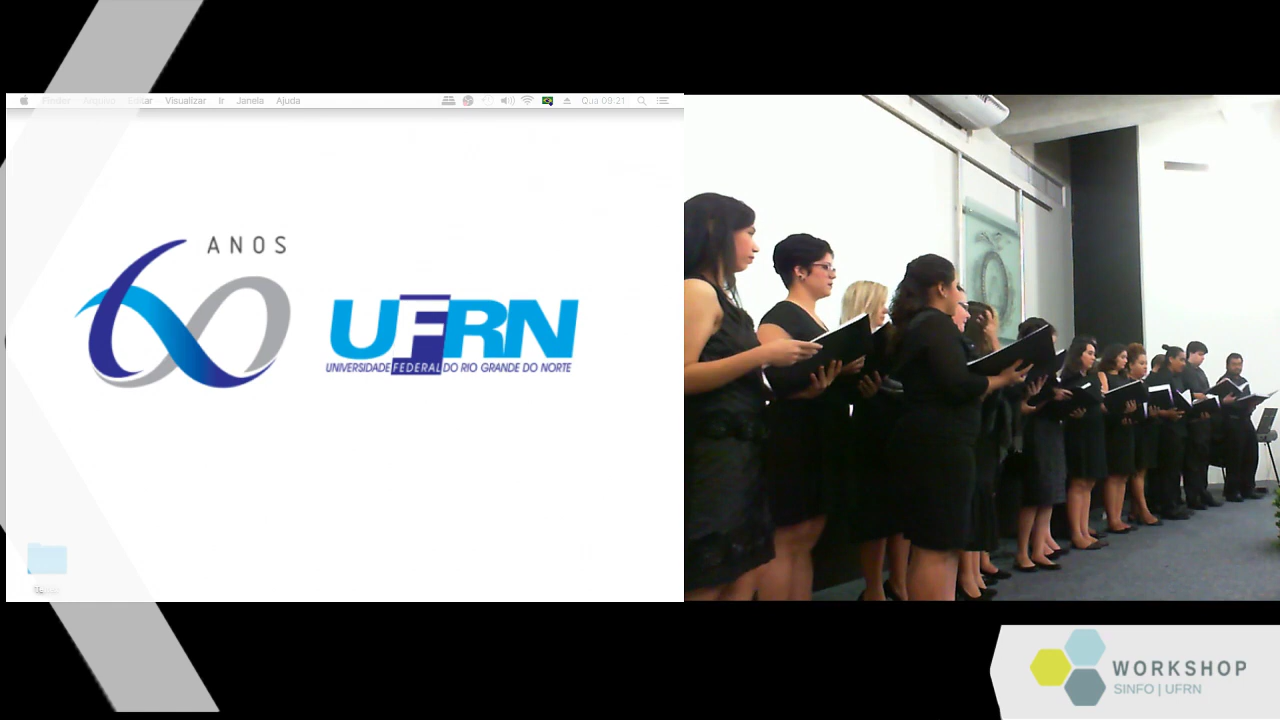 Finder Arquivo Editar Visualizar Ir Janela Ajuda
Qua 09:21
ANOS
60
UFRN
UNIVERSIDADE FEDERAL DO RIO GRANDE DO NORTE
WORKSHOP
SINFO | UFRN